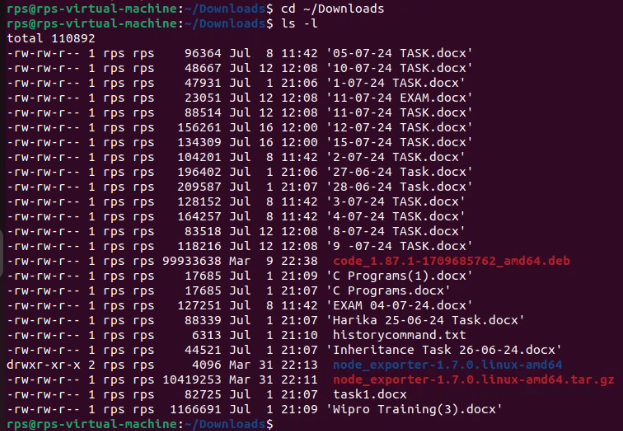 rps@rps-virtual-machine:~/Downloads$ cd ~/Downloads
rps@rps-virtual-machine:~/Downloads$ ls -l
total 110892
-rw-rw-r-- 1 rps rps    96364 Jul  8 11:42 '05-07-24 TASK.docx'
-rw-rw-r-- 1 rps rps    48667 Jul 12 12:08 '10-07-24 TASK.docx'
-rw-rw-r-- 1 rps rps    47931 Jul  1 21:06 '1-07-24 TASK.docx'
-rw-rw-r-- 1 rps rps    23051 Jul 12 12:08 '11-07-24 EXAM.docx'
-rw-rw-r-- 1 rps rps    88514 Jul 12 12:08 '11-07-24 TASK.docx'
-rw-rw-r-- 1 rps rps   156261 Jul 16 12:00 '12-07-24 TASK.docx'
-rw-rw-r-- 1 rps rps   134309 Jul 16 12:00 '15-07-24 TASK.docx'
-rw-rw-r-- 1 rps rps   104201 Jul  8 11:42 '2-07-24 TASK.docx'
-rw-rw-r-- 1 rps rps   196402 Jul  1 21:06 '27-06-24 Task.docx'
-rw-rw-r-- 1 rps rps   209587 Jul  1 21:07 '28-06-24 Task.docx'
-rw-rw-r-- 1 rps rps   128152 Jul  8 11:42 '3-07-24 TASK.docx'
-rw-rw-r-- 1 rps rps   164257 Jul  8 11:42 '4-07-24 TASK.docx'
-rw-rw-r-- 1 rps rps    83518 Jul 12 12:08 '8-07-24 TASK.docx'
-rw-rw-r-- 1 rps rps   118216 Jul 12 12:08 '9 -07-24 TASK.docx'
-rw-rw-r-- 1 rps rps 99933638 Mar  9 22:38  code_1.87.1-1709685762_amd64.deb
-rw-rw-r-- 1 rps rps    17685 Jul  1 21:09 'C Programs(1).docx'
-rw-rw-r-- 1 rps rps    17685 Jul  1 21:07 'C Programs.docx'
-rw-rw-r-- 1 rps rps   127251 Jul  8 11:42 'EXAM 04-07-24.docx'
-rw-rw-r-- 1 rps rps    88339 Jul  1 21:07 'Harika 25-06-24 Task.docx'
-rw-rw-r-- 1 rps rps     6313 Jul  1 21:10  historycommand.txt
-rw-rw-r-- 1 rps rps    44521 Jul  1 21:07 'Inheritance Task 26-06-24.docx'
drwxr-xr-x 2 rps rps     4096 Mar 31 22:13  node_exporter-1.7.0.linux-amd64
-rw-rw-r-- 1 rps rps 10419253 Mar 31 22:11  node_exporter-1.7.0.linux-amd64.tar.gz
-rw-rw-r-- 1 rps rps    82725 Jul  1 21:07  task1.docx
-rw-rw-r-- 1 rps rps  1166691 Jul  1 21:09 'Wipro Training(3).docx'
rps@rps-virtual-machine:~/Downloads$